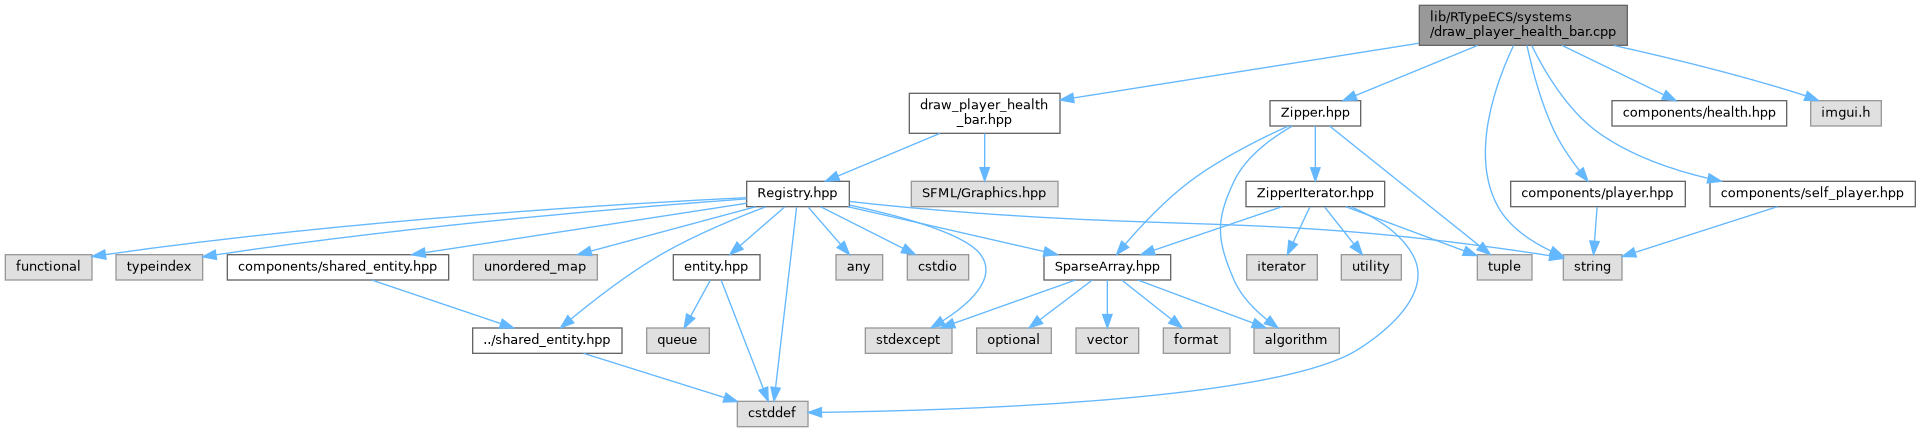 lib/RTypeECS/systems
/draw_player_health_bar.cpp
draw_player_health
_bar.hpp
Zipper.hpp
components/health.hpp
imgui.h
Registry.hpp
SFML/Graphics.hpp
ZipperIterator.hpp
components/player.hpp
components/self_player.hpp
functional
typeindex
components/shared_entity.hpp
unordered_map
entity.hpp
any
cstdio
SparseArray.hpp
iterator
utility
tuple
string
../shared_entity.hpp
queue
stdexcept
optional
vector
format
algorithm
cstddef